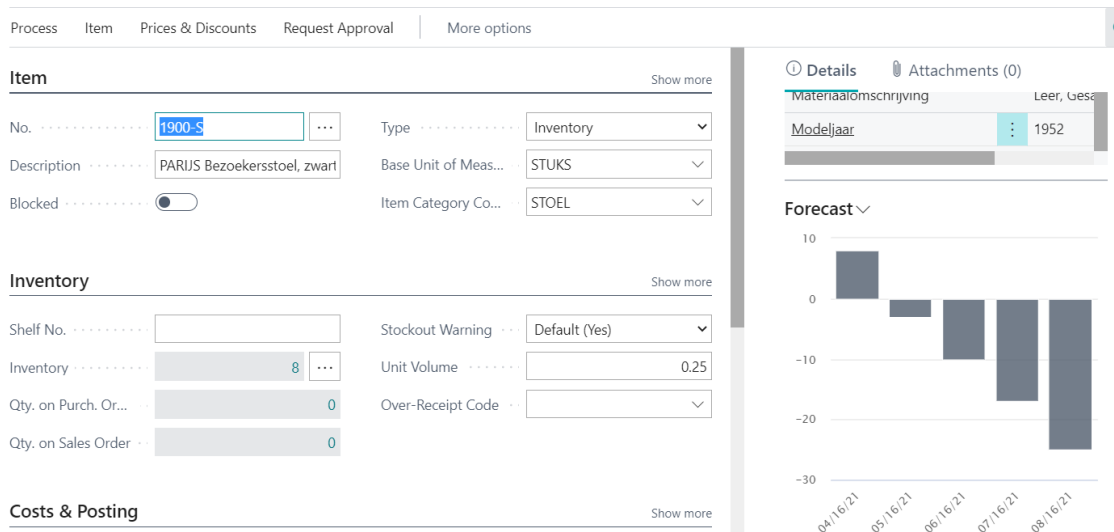 Process Item Prices & Discounts Request Approval More options
Item Show more
No. 1900-S ...
Type Inventory
Description PARIJS Bezoekersstoel, zwart
Base Unit of Meas... STUKS
Blocked
Item Category Co... STOEL
Inventory Show more
Shelf No.
Stockout Warning Default (Yes)
Inventory 8 ...
Unit Volume 0.25
Qty. on Purch. Or... 0
Over-Receipt Code
Qty. on Sales Order 0
Costs & Posting Show more
Details Attachments (0)
Materiaalomschrijving Leer, Gesa
Modeljaar 1952
Forecast
10
0
-10
-20
-30
04/16/21 05/16/21 06/16/21 07/16/21 08/16/21